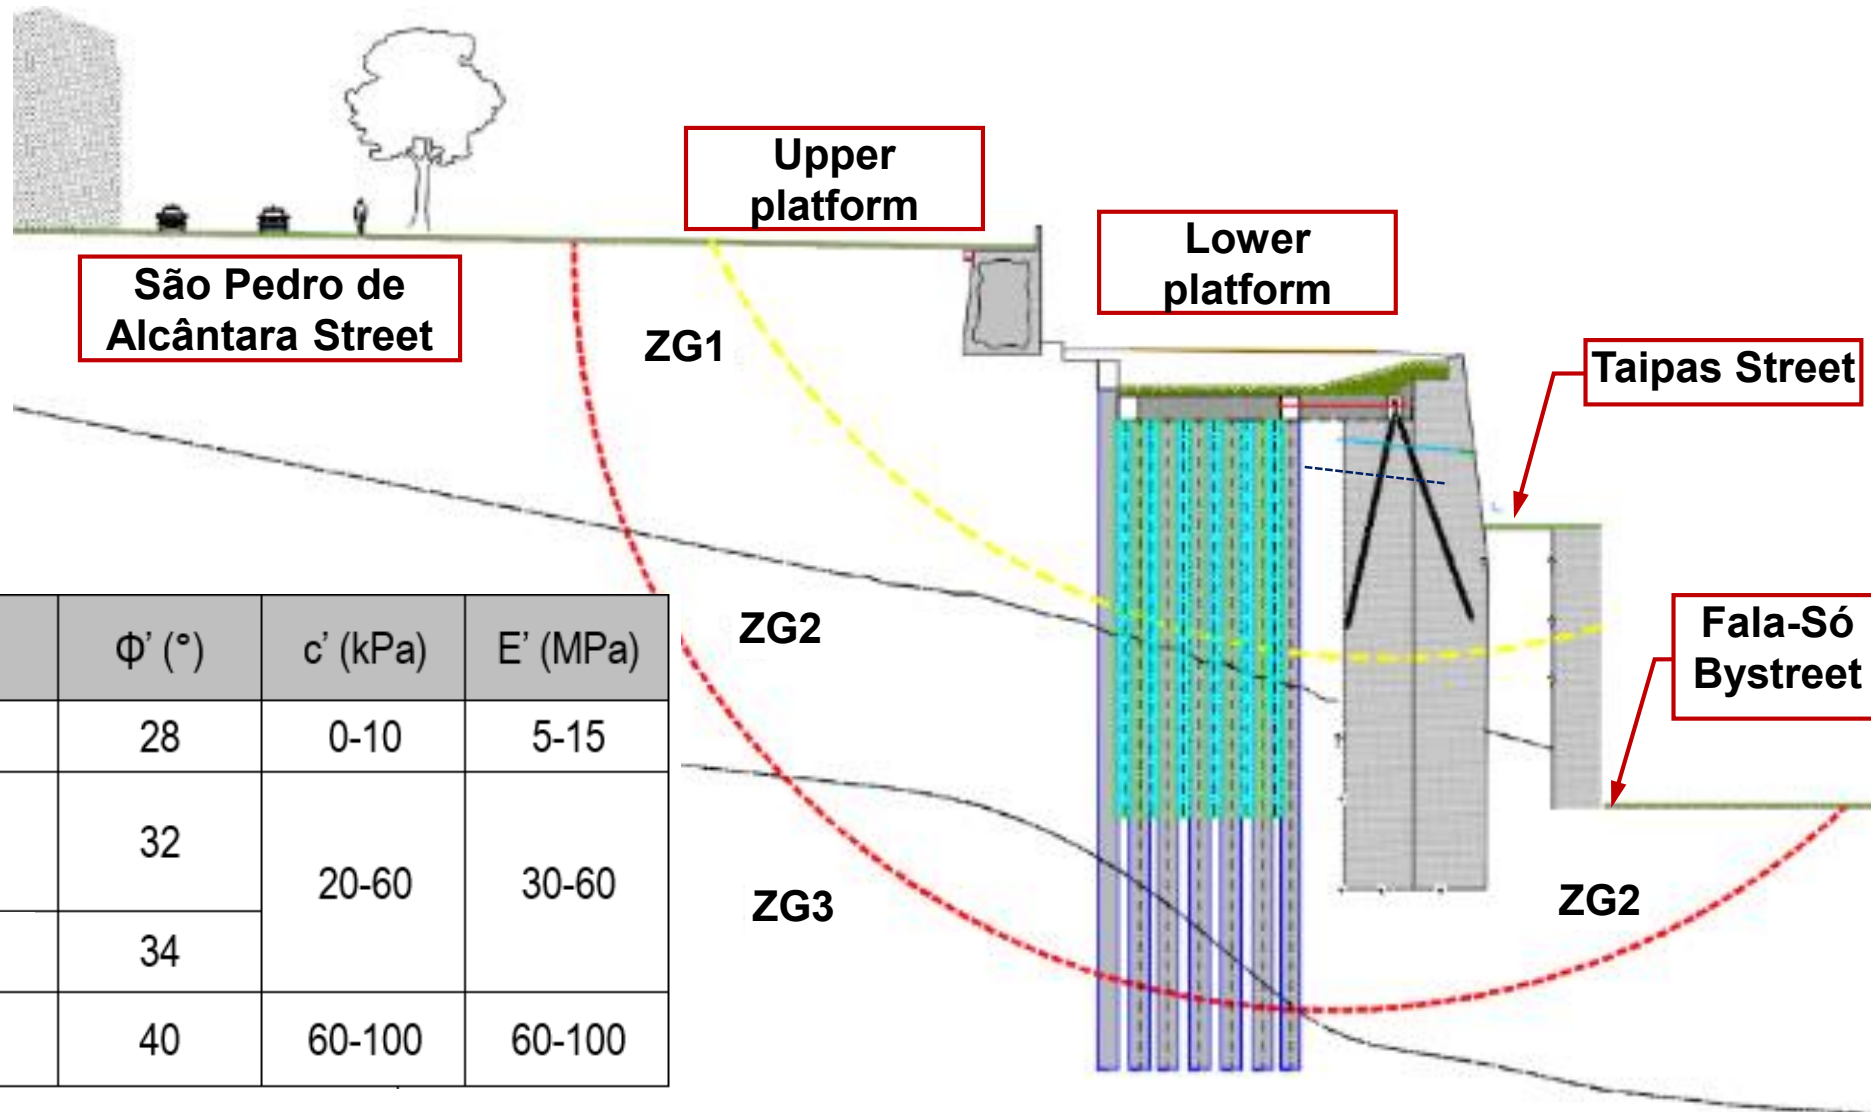 Upper
platform
Lower
platform
São Pedro de
Alcântara Street
ZG1
Taipas Street
ZG2
Fala-Só
Bystreet
Φ’ (°) c’ (kPa) E’ (MPa)
28 0-10 5-15
32
20-60 30-60
34
40 60-100 60-100
ZG3
ZG2